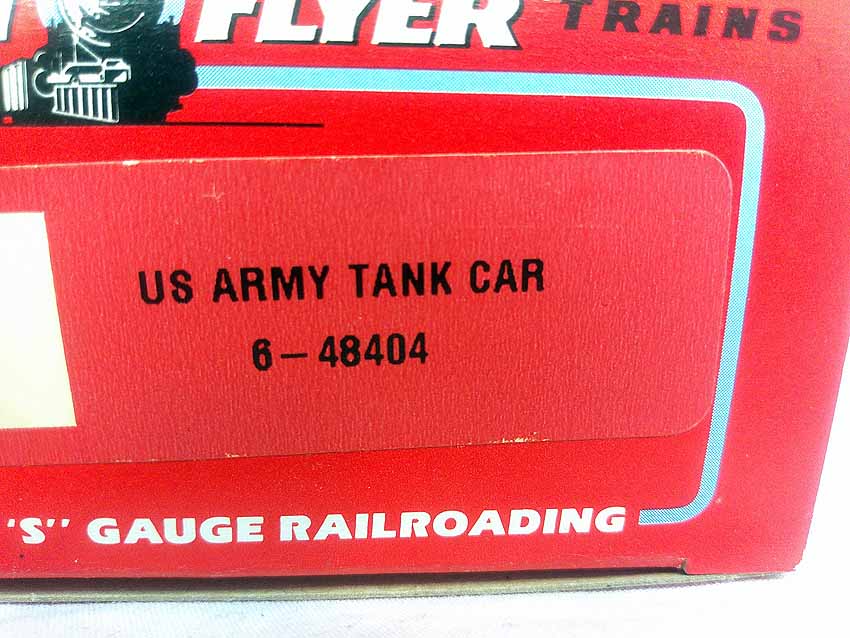 FLYER TRAINS
US ARMY TANK CAR
6-48404
"S" GAUGE RAILROADING